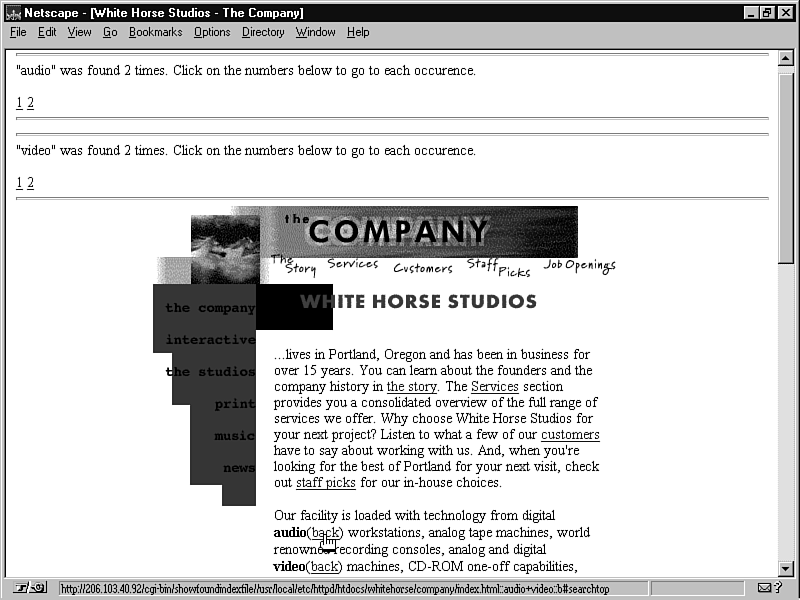 Netscape - [White Horse Studios - The Company]
File Edit View Go Bookmarks Options Directory Window Help
"audio" was found 2 times. Click on the numbers below to go to each occurence.
1 2
"video" was found 2 times. Click on the numbers below to go to each occurence.
1 2
the COMPANY
The Story Services Customers Staff Picks Job Openings
WHITE HORSE STUDIOS
the company
interactive
the studios
print
music
news
...lives in Portland, Oregon and has been in business for
over 15 years. You can learn about the founders and the
company history in the story. The Services section
provides you a consolidated overview of the full range of
services we offer. Why choose White Horse Studios for
your next project? Listen to what a few of our customers
have to say about working with us. And, when you're
looking for the best of Portland for your next visit, check
out staff picks for our in-house choices.
Our facility is loaded with technology from digital
audio(back) workstations, analog tape machines, world
renowned recording consoles, analog and digital
video(back) machines, CD-ROM one-off capabilities,
http://206.103.40.92/cgi-bin/showfoundindexfile//usr/local/etc/httpd/htdocs/whitehorse/company/index.html::audio+video::b#searchtop